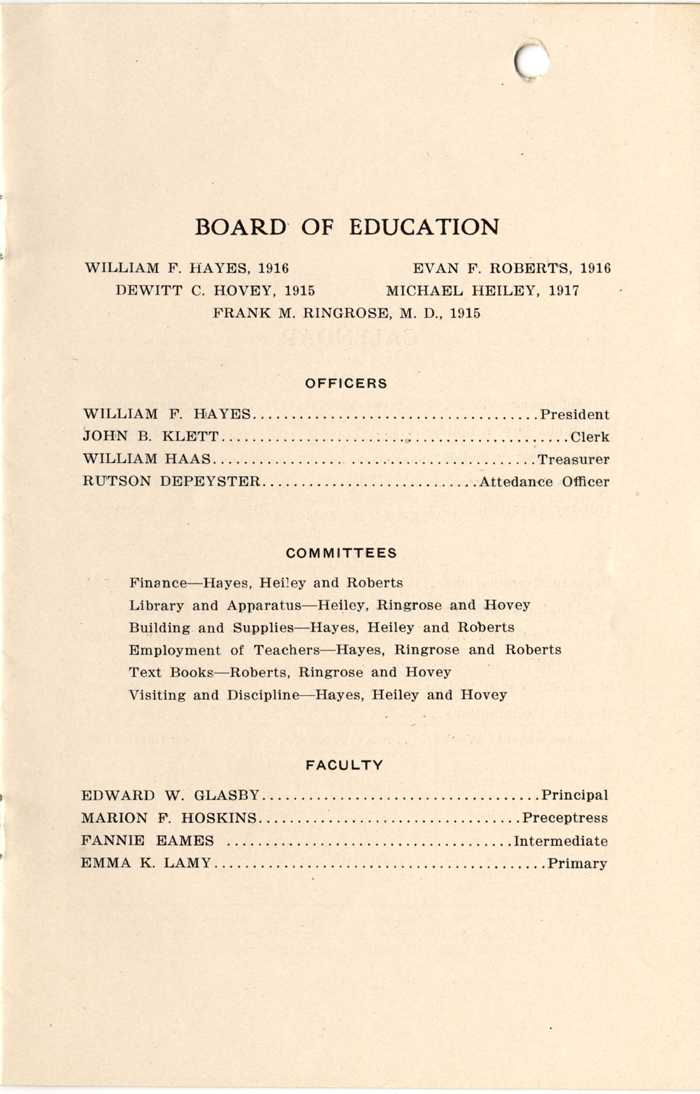 BOARD OF EDUCATION
WILLIAM F. HAYES, 1916 EVAN F. ROBERTS, 1916
DEWITT C. HOVEY, 1915 MICHAEL HEILEY, 1917
FRANK M. RINGROSE, M. D., 1915
OFFICERS
WILLIAM F. HAYES....................................President
JOHN B. KLETT............................................Clerk
WILLIAM HAAS.........................................Treasurer
RUTSON DEPEYSTER...........................Attedance Officer
COMMITTEES
Finance—Hayes, Heiley and Roberts
Library and Apparatus—Heiley, Ringrose and Hovey
Building and Supplies—Hayes, Heiley and Roberts
Employment of Teachers—Hayes, Ringrose and Roberts
Text Books—Roberts, Ringrose and Hovey
Visiting and Discipline—Hayes, Heiley and Hovey
FACULTY
EDWARD W. GLASBY...................................Principal
MARION F. HOSKINS.................................Preceptress
FANNIE EAMES ....................................Intermediate
EMMA K. LAMY..........................................Primary